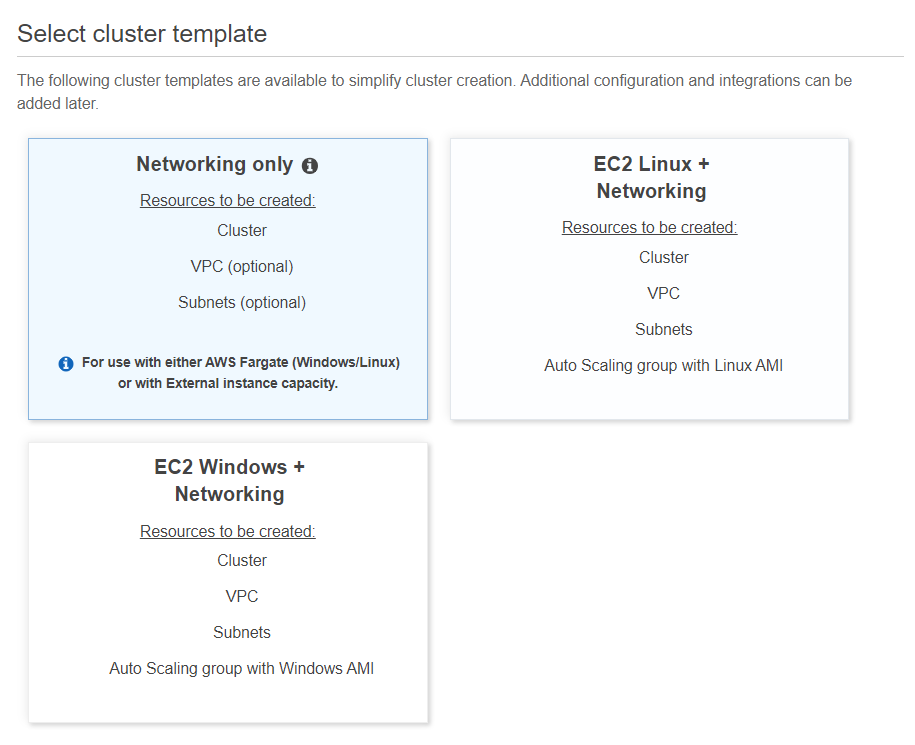 Select cluster template
The following cluster templates are available to simplify cluster creation. Additional configuration and integrations can be
added later.
Networking only
Resources to be created:
Cluster
VPC (optional)
Subnets (optional)
For use with either AWS Fargate (Windows/Linux)
or with External instance capacity.
EC2 Linux +
Networking
Resources to be created:
Cluster
VPC
Subnets
Auto Scaling group with Linux AMI
EC2 Windows +
Networking
Resources to be created:
Cluster
VPC
Subnets
Auto Scaling group with Windows AMI